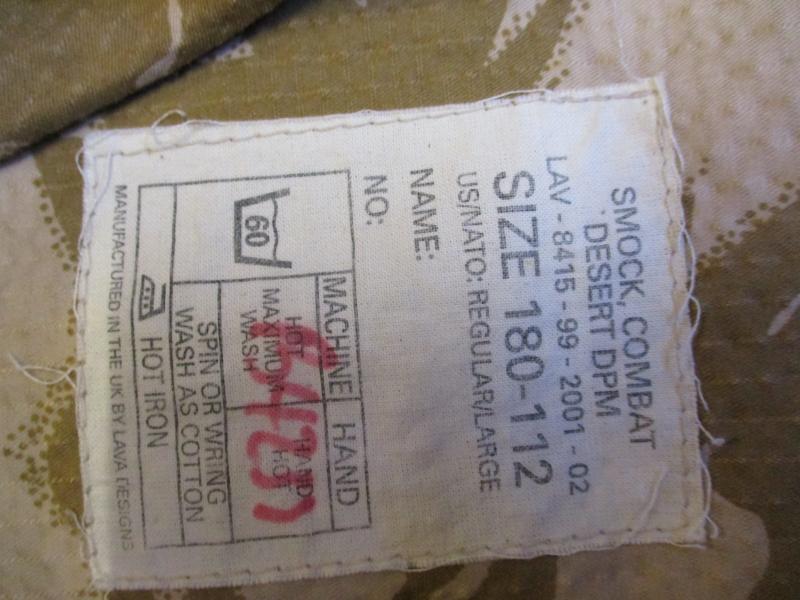 SMOCK, COMBAT
DESERT DPM
LAV - 8415 - 99 - 2001 - 02
SIZE 180-112
US/NATO: REGULAR/LARGE
NAME:
NO:
MACHINE HAND
60
HOT
MAXIMUM
WASH
HAND
HOT
SPIN OR WRING
WASH AS COTTON
HOT IRON
MANUFACTURED IN THE UK BY LAVA DESIGNS